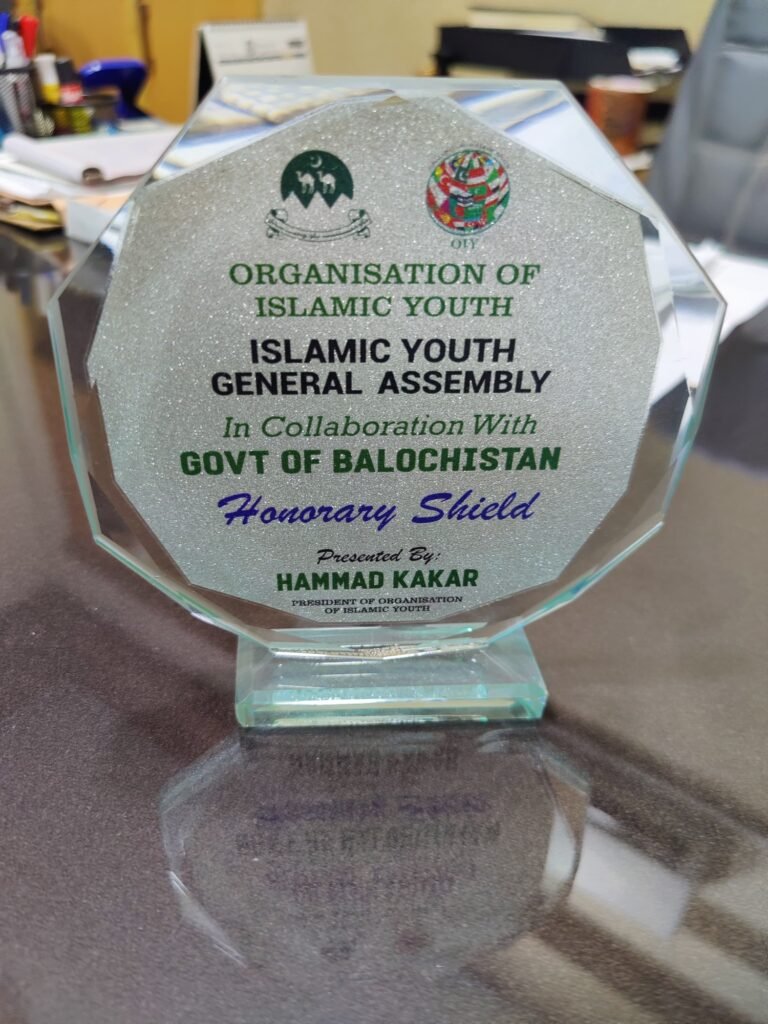 OIY
ORGANISATION OF
ISLAMIC YOUTH
ISLAMIC YOUTH
GENERAL ASSEMBLY
In Collaboration With
GOVT OF BALOCHISTAN
Honorary Shield
Presented By:
HAMMAD KAKAR
PRESIDENT OF ORGANISATION
OF ISLAMIC YOUTH